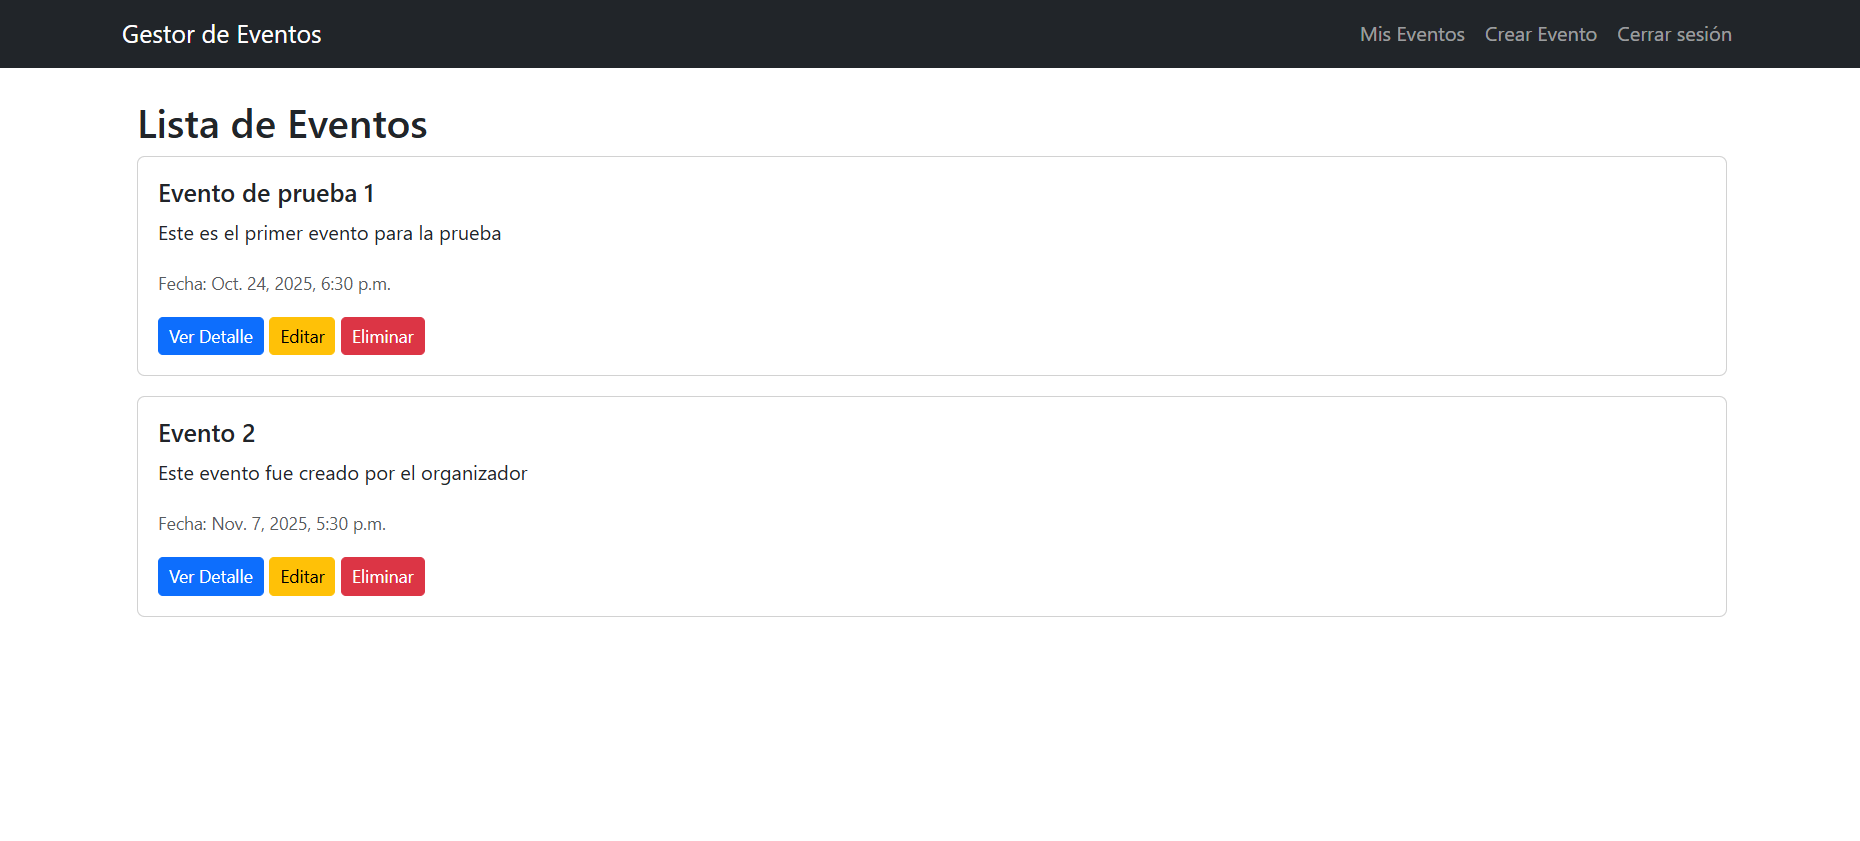 Gestor de Eventos
Mis Eventos Crear Evento Cerrar sesión
Lista de Eventos
Evento de prueba 1
Este es el primer evento para la prueba
Fecha: Oct. 24, 2025, 6:30 p.m.
Ver Detalle Editar Eliminar
Evento 2
Este evento fue creado por el organizador
Fecha: Nov. 7, 2025, 5:30 p.m.
Ver Detalle Editar Eliminar